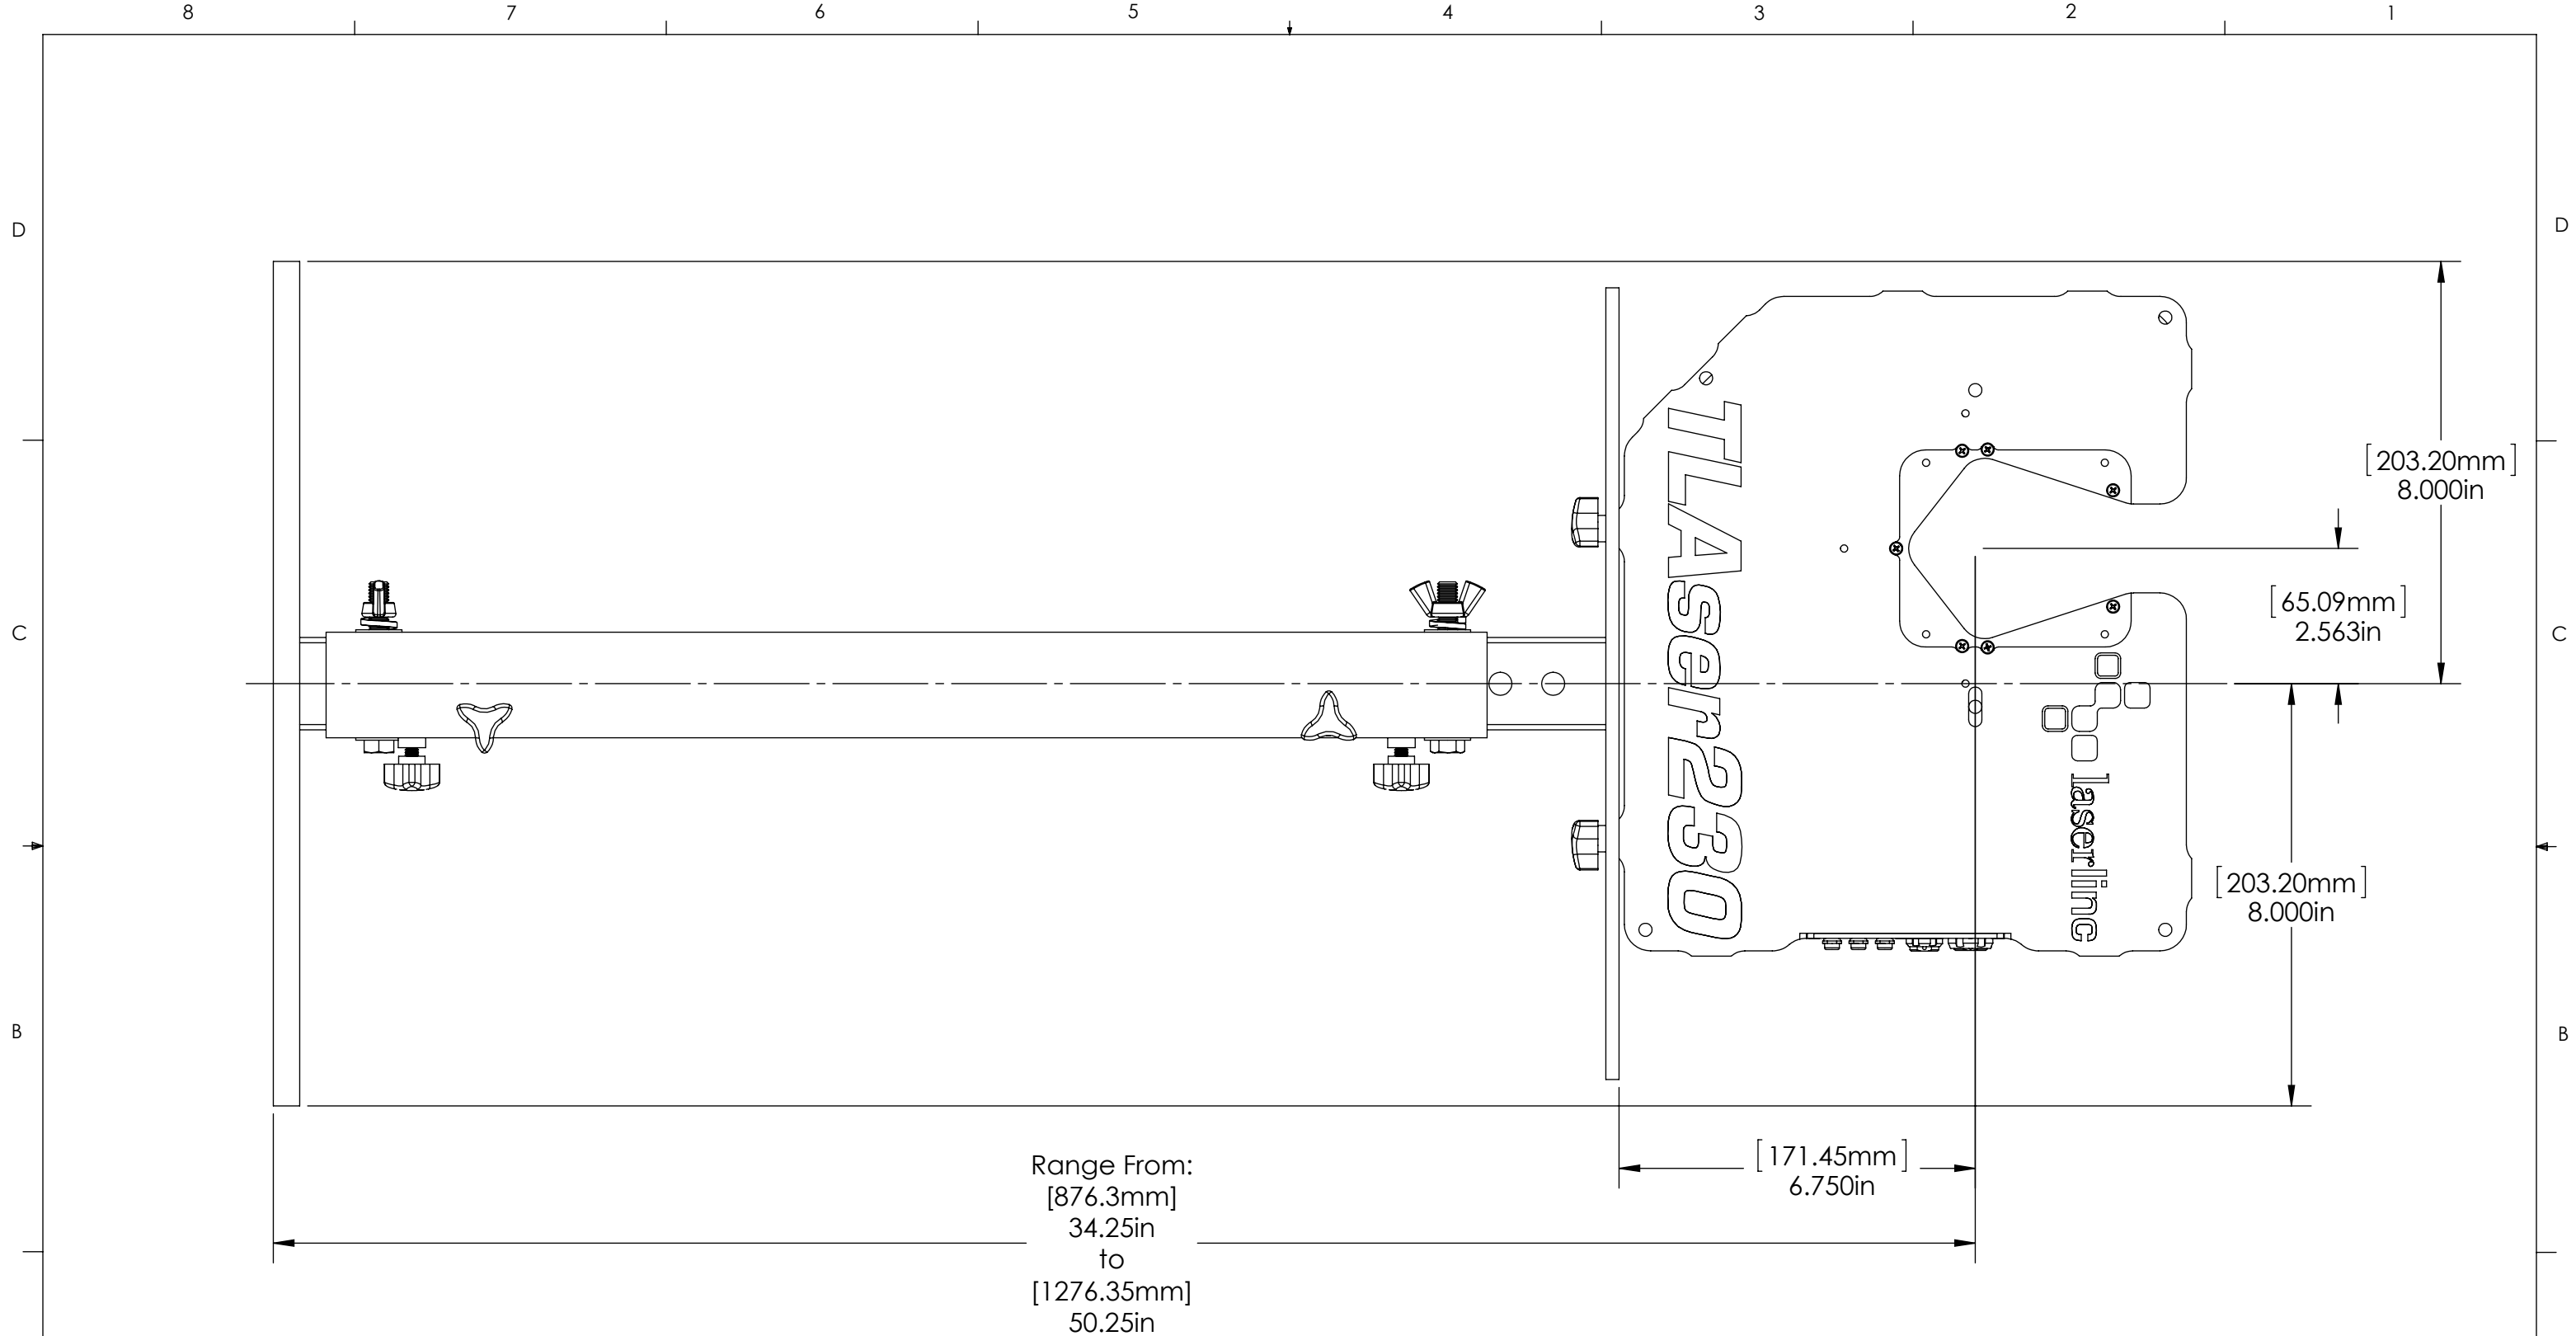 8 7 6 5 4 3 2 1
D D
[203.20mm]
8.000in
[65.09mm]
2.563in
C C
TLAser230
laserlinc
[203.20mm]
8.000in
B B
[171.45mm]
6.750in
Range From:
[876.3mm]
34.25in
to
[1276.35mm]
50.25in